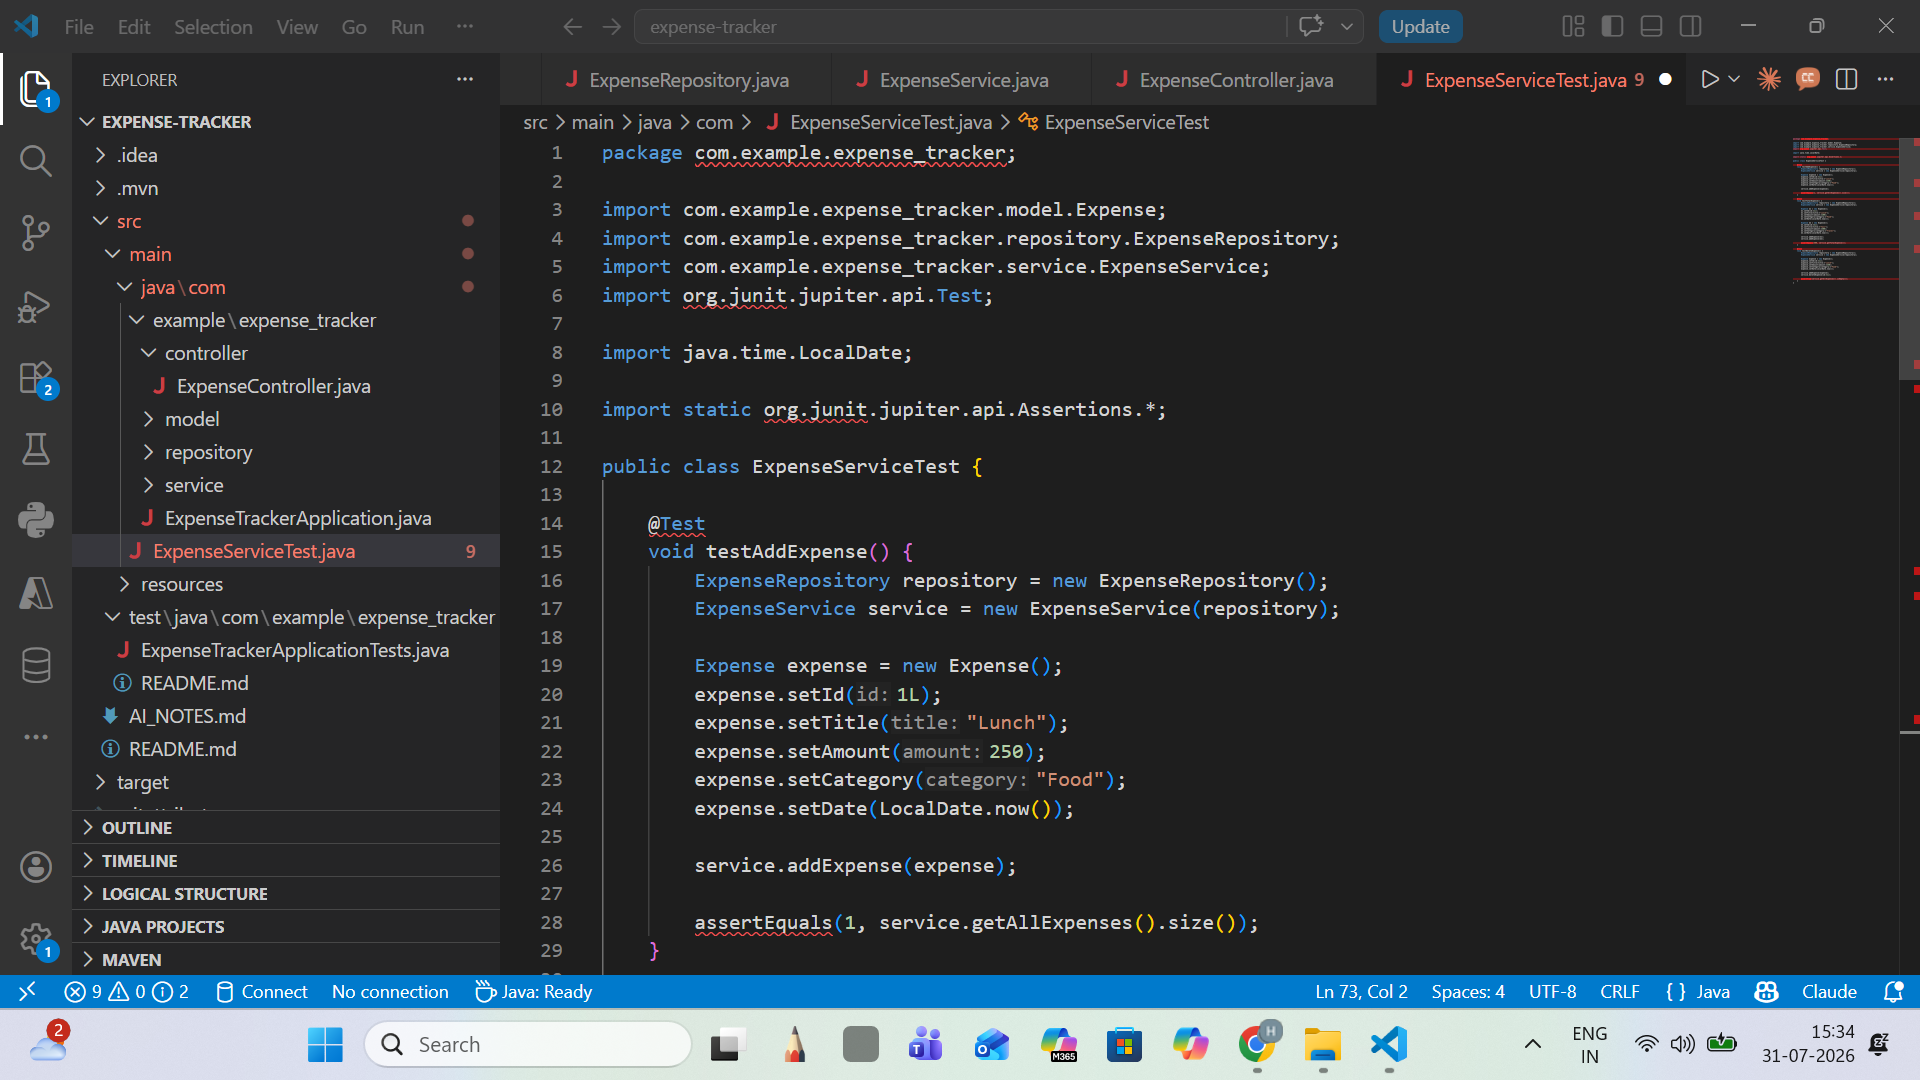 File Edit Selection View Go Run ··· expense-tracker Update
EXPLORER ···
ExpenseRepository.java ExpenseService.java ExpenseController.java ExpenseServiceTest.java 9
EXPENSE-TRACKER
.idea
.mvn
src
main
java\com
example\expense_tracker
controller
ExpenseController.java
model
repository
service
ExpenseTrackerApplication.java
ExpenseServiceTest.java 9
resources
test\java\com\example\expense_tracker
ExpenseTrackerApplicationTests.java
README.md
AI_NOTES.md
README.md
target
OUTLINE
TIMELINE
LOGICAL STRUCTURE
JAVA PROJECTS
MAVEN
1
2
1
src > main > java > com > ExpenseServiceTest.java > ExpenseServiceTest
1 package com.example.expense_tracker;
2
3 import com.example.expense_tracker.model.Expense;
4 import com.example.expense_tracker.repository.ExpenseRepository;
5 import com.example.expense_tracker.service.ExpenseService;
6 import org.junit.jupiter.api.Test;
7
8 import java.time.LocalDate;
9
10 import static org.junit.jupiter.api.Assertions.*;
11
12 public class ExpenseServiceTest {
13
14 @Test
15 void testAddExpense() {
16 ExpenseRepository repository = new ExpenseRepository();
17 ExpenseService service = new ExpenseService(repository);
18
19 Expense expense = new Expense();
20 expense.setId(id: 1L);
21 expense.setTitle(title: "Lunch");
22 expense.setAmount(amount: 250);
23 expense.setCategory(category: "Food");
24 expense.setDate(LocalDate.now());
25
26 service.addExpense(expense);
27
28 assertEquals(1, service.getAllExpenses().size());
29 }
9 0 2 Connect No connection Java: Ready Ln 73, Col 2 Spaces: 4 UTF-8 CRLF { } Java Claude
2 Search M365 H ENG
IN 15:34
31-07-2026